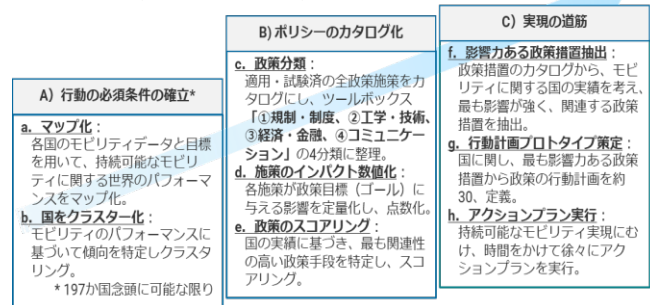 A）行動の必須条件の確立*
a. マップ化：
各国のモビリティデータと目標
を用いて、持続可能なモビリ
ティに関する世界のパフォーマ
ンスをマップ化。
b. 国をクラスター化：
モビリティのパフォーマンスに
基づいて傾向を特定しクラスタ
リング。
* 197か国念頭に可能な限り
B) ポリシーのカタログ化
c. 政策分類：
適用・試験済の全政策施策をカ
タログにし、ツールボックス
「①規制・制度、②工学・技術、
③経済・金融、④コミュニケー
ション」の4分類に整理。
d. 施策のインパクト数値化：
各施策が政策目標（ゴール）に
与える影響を定量化し、点数化。
e. 政策のスコアリング：
国の実績に基づき、最も関連性
の高い政策手段を特定し、スコ
アリング。
C）実現の道筋
f. 影響力ある政策措置抽出：
政策措置のカタログから、モビ
リティに関する国の実績を考え、
最も影響が強く、関連する政策
措置を抽出。
g. 行動計画プロトタイプ策定：
国に関し、最も影響力ある政策
措置から政策の行動計画を約
30、定義。
h. アクションプラン実行：
持続可能なモビリティ実現にむ
け、時間をかけて徐々にアク
ションプランを実行。